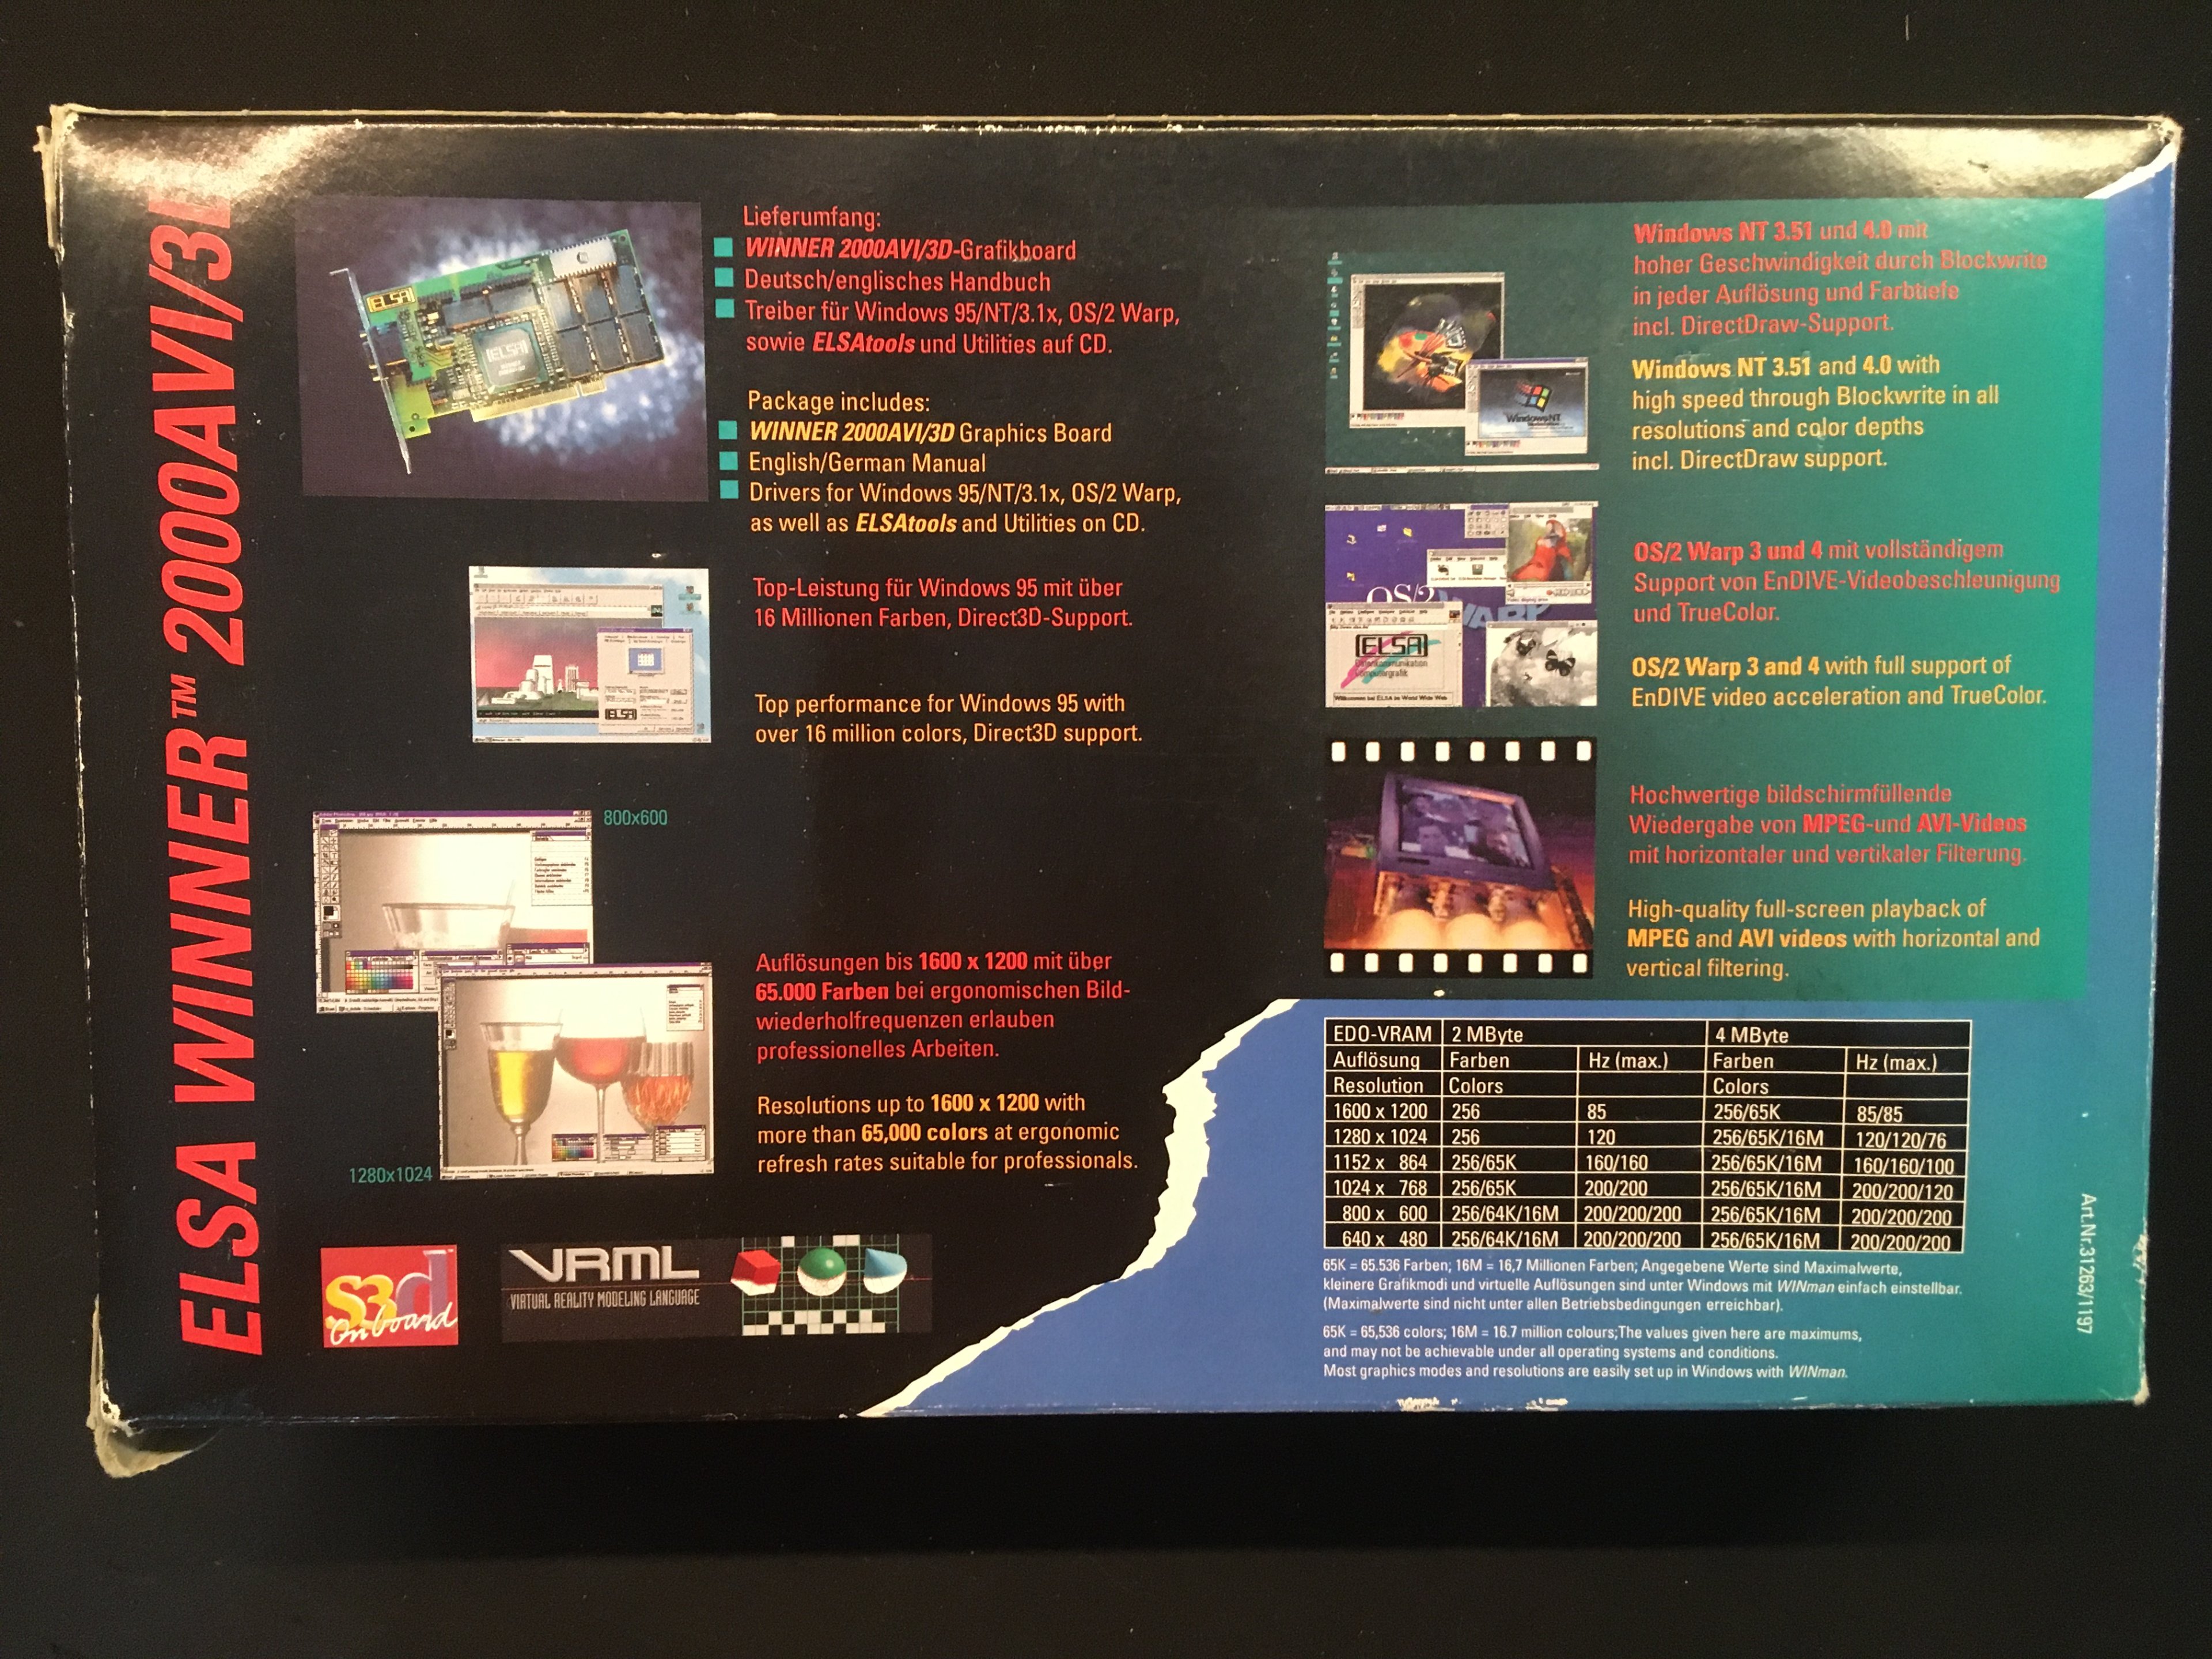 ELSA WINNER™ 2000AVI/3D
Lieferumfang:
WINNER 2000AVI/3D-Grafikboard
Deutsch/englisches Handbuch
Treiber für Windows 95/NT/3.1x, OS/2 Warp,
sowie ELSAtools und Utilities auf CD.
Package includes:
WINNER 2000AVI/3D Graphics Board
English/German Manual
Drivers for Windows 95/NT/3.1x, OS/2 Warp,
as well as ELSAtools and Utilities on CD.
ELSA
ELSA
Top-Leistung für Windows 95 mit über
16 Millionen Farben, Direct3D-Support.
Top performance for Windows 95 with
over 16 million colors, Direct3D support.
ELSA
800x600
1280x1024
Auflösungen bis 1600 x 1200 mit über
65.000 Farben bei ergonomischen Bild-
wiederholfrequenzen erlauben
professionelles Arbeiten.
Resolutions up to 1600 x 1200 with
more than 65,000 colors at ergonomic
refresh rates suitable for professionals.
S3d
On board
VRML
VIRTUAL REALITY MODELING LANGUAGE
Windows NT 3.51 und 4.0 mit
hoher Geschwindigkeit durch Blockwrite
in jeder Auflösung und Farbtiefe
incl. DirectDraw-Support.
Windows NT 3.51 and 4.0 with
high speed through Blockwrite in all
resolutions and color depths
incl. DirectDraw support.
WindowsNT
OS/2 Warp 3 und 4 mit vollständigem
Support von EnDIVE-Videobeschleunigung
und TrueColor.
OS/2 Warp 3 and 4 with full support of
EnDIVE video acceleration and TrueColor.
OS/2
WARP
ELSA
Datenkommunikation
Computergrafik
Willkommen bei ELSA im World Wide Web
Hochwertige bildschirmfüllende
Wiedergabe von MPEG-und AVI-Videos
mit horizontaler und vertikaler Filterung.
High-quality full-screen playback of
MPEG and AVI videos with horizontal and
vertical filtering.
EDO-VRAM 2 MByte 4 MByte
Auflösung Farben Hz (max.) Farben Hz (max.)
Resolution Colors Colors
1600 x 1200 256 85 256/65K 85/85
1280 x 1024 256 120 256/65K/16M 120/120/76
1152 x 864 256/65K 160/160 256/65K/16M 160/160/100
1024 x 768 256/65K 200/200 256/65K/16M 200/200/120
800 x 600 256/64K/16M 200/200/200 256/65K/16M 200/200/200
640 x 480 256/64K/16M 200/200/200 256/65K/16M 200/200/200
65K = 65.536 Farben; 16M = 16,7 Millionen Farben; Angegebene Werte sind Maximalwerte,
kleinere Grafikmodi und virtuelle Auflösungen sind unter Windows mit WINman einfach einstellbar.
(Maximalwerte sind nicht unter allen Betriebsbedingungen erreichbar).
65K = 65,536 colors; 16M = 16.7 million colours;The values given here are maximums,
and may not be achievable under all operating systems and conditions.
Most graphics modes and resolutions are easily set up in Windows with WINman.
Art.Nr.31263/1197